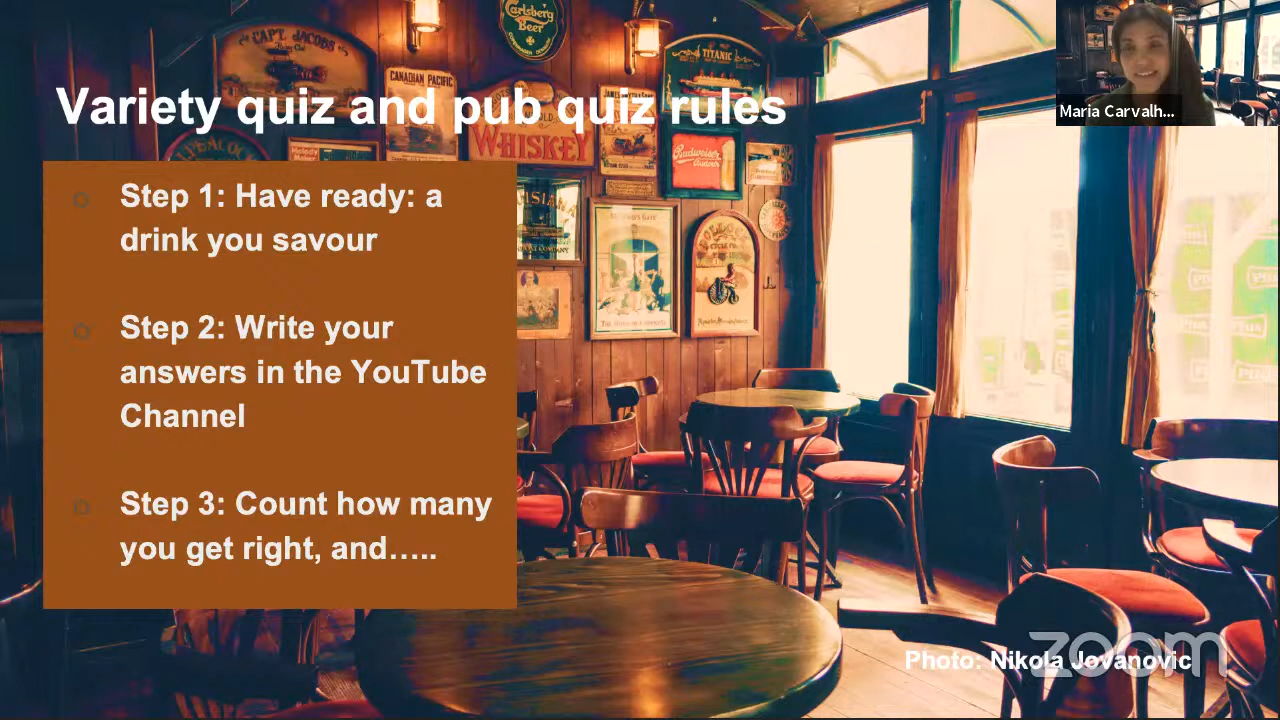 Carlsberg
Beer
CAPT. JACOBS
TITANIC
CANADIAN PACIFIC
Variety quiz and pub quiz rules
Maria Carvalh...
WHISKEY
Budweiser
Step 1: Have ready: a
drink you savour
Step 2: Write your
answers in the YouTube
Channel
Step 3: Count how many
you get right, and…..
zoom
Photo: Nikola Jovanovic